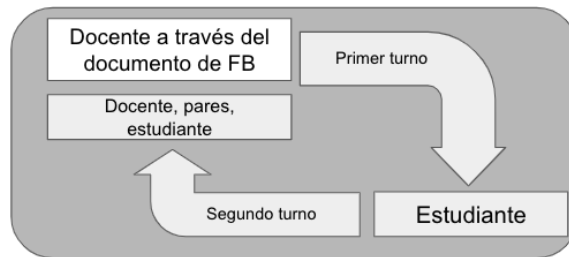 Docente a través del
documento de FB
Primer turno
Docente, pares,
estudiante
Segundo turno
Estudiante